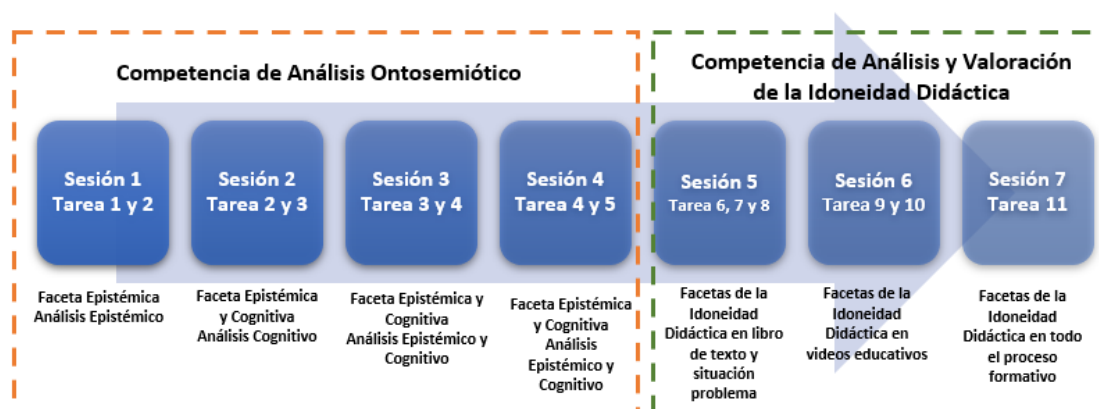 Competencia de Análisis Ontosemiótico
Competencia de Análisis y Valoración
de la Idoneidad Didáctica
Sesión 1
Tarea 1 y 2
Sesión 2
Tarea 2 y 3
Sesión 3
Tarea 3 y 4
Sesión 4
Tarea 4 y 5
Sesión 5
Tarea 6, 7 y 8
Sesión 6
Tarea 9 y 10
Sesión 7
Tarea 11
Faceta Epistémica
Análisis Epistémico
Faceta Epistémica
y Cognitiva
Análisis Cognitivo
Faceta Epistémica y
Cognitiva
Análisis Epistémico y
Cognitivo
Faceta Epistémica
y Cognitiva
Análisis
Epistémico y
Cognitivo
Facetas de la
Idoneidad
Didáctica en libro
de texto y
situación
problema
Facetas de la
Idoneidad
Didáctica en
videos educativos
Facetas de la
Idoneidad
Didáctica en todo
el proceso
formativo